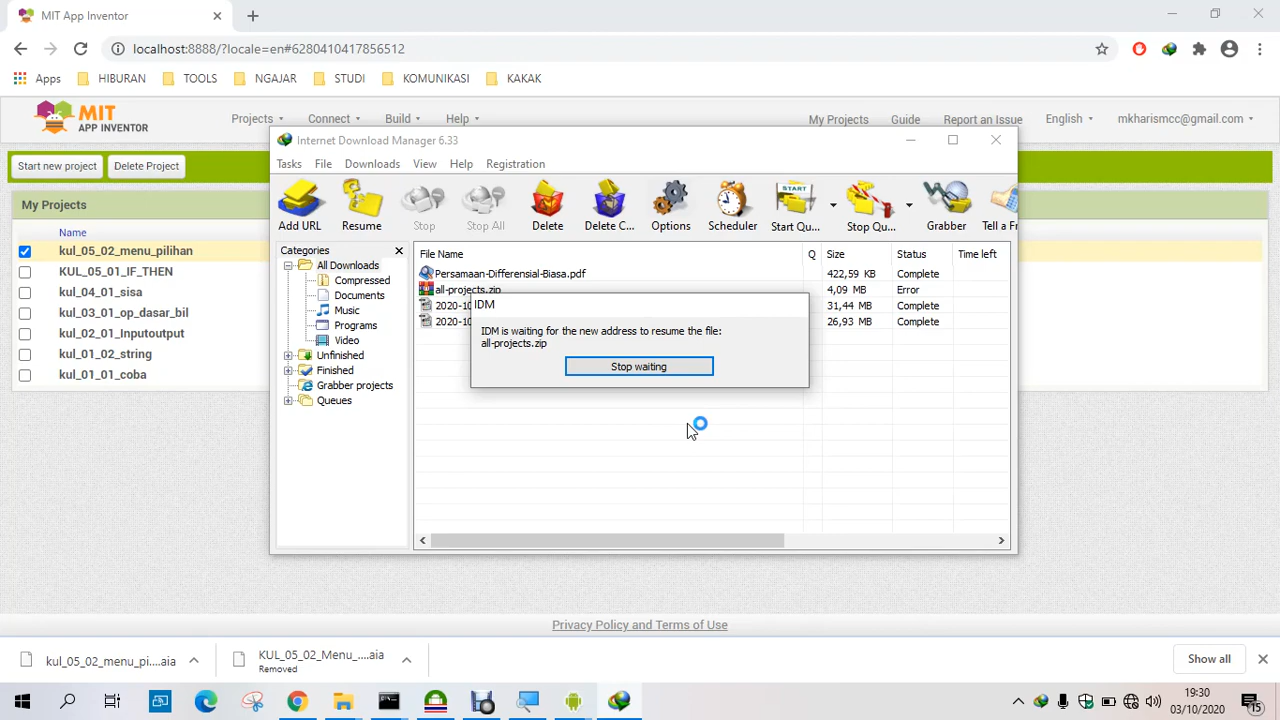 MIT App Inventor
localhost:8888/?locale=en#6280410417856512
Apps HIBURAN TOOLS NGAJAR STUDI KOMUNIKASI KAKAK
MIT
APP INVENTOR
Projects Connect Build Help My Projects Guide Report an Issue English mkharismcc@gmail.com
Start new project Delete Project
My Projects
Name
kul_05_02_menu_pilihan
KUL_05_01_IF_THEN
kul_04_01_sisa
kul_03_01_op_dasar_bil
kul_02_01_Inputoutput
kul_01_02_string
kul_01_01_coba
Internet Download Manager 6.33
Tasks File Downloads View Help Registration
START
Add URL Resume Stop Stop All Delete Delete C... Options Scheduler Start Qu... Stop Qu... Grabber Tell a Fr
Categories
All Downloads
Compressed
Documents
Music
Programs
Video
Unfinished
Finished
Grabber projects
Queues
File Name Q Size Status Time left
Persamaan-Differensial-Biasa.pdf 422,59 KB Complete
all-projects.zip 4,09 MB Error
2020-10 31,44 MB Complete
2020-10 26,93 MB Complete
IDM
IDM is waiting for the new address to resume the file:
all-projects.zip
Stop waiting
Privacy Policy and Terms of Use
kul_05_02_menu_pi....aia
KUL_05_02_Menu_....aia
Removed
Show all
19:30
03/10/2020
15